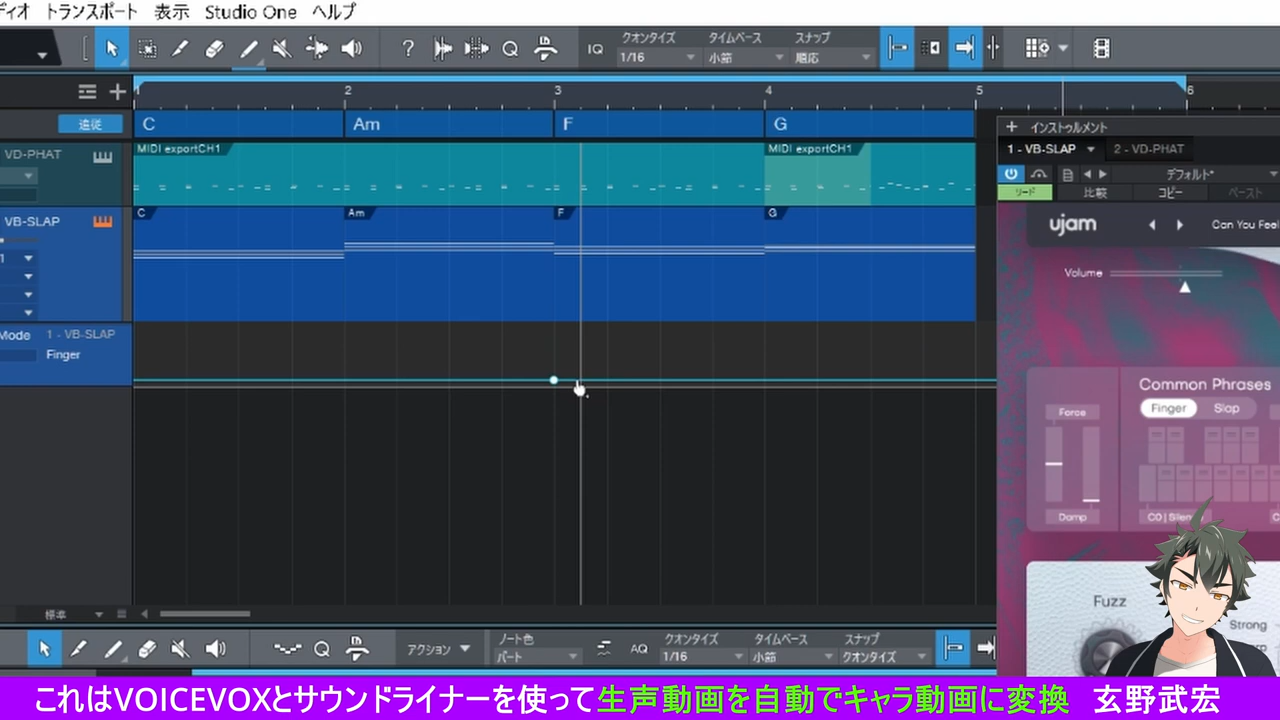 ディオ トランスポート 表示 Studio One ヘルプ
クオンタイズ タイムベース スナップ
IQ 1/16 小節 順応
1 2 3 4 5 6
追従 C Am F G
VD-PHAT MIDI exportCH1 MIDI exportCH1
VB-SLAP C Am F G
1
Mode 1 - VB-SLAP
Finger
インストゥルメント
1 - VB-SLAP 2 - VD-PHAT
デフォルト*
リード 比較 コピー ペースト
ujam Can You Feel
Volume
Common Phrases
Force Finger Slap
Damp
Fuzz
Strong
標準
アクション ノート色 パート AQ クオンタイズ 1/16 タイムベース 小節 スナップ クオンタイズ
これはVOICEVOXとサウンドライナーを使って生声動画を自動でキャラ動画に変換 玄野武宏